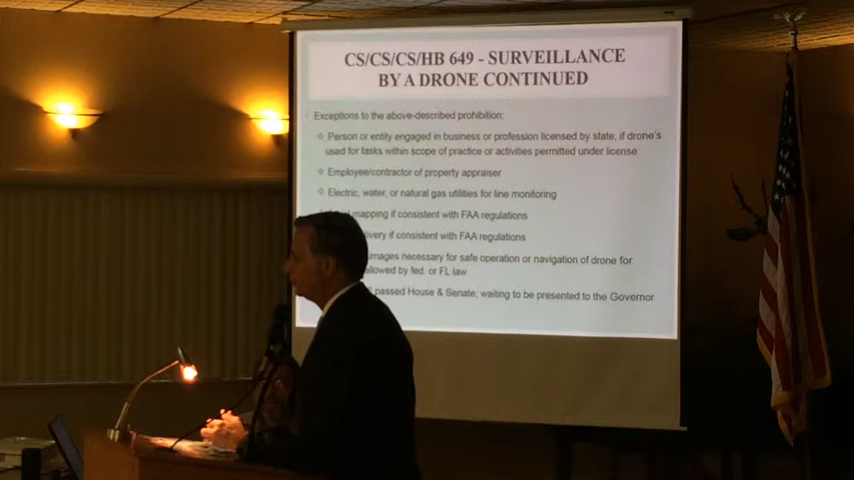 CS/CS/CS/HB 649 - SURVEILLANCE
BY A DRONE CONTINUED
Exceptions to the above-described prohibition:
❖ Person or entity engaged in business or profession licensed by state, if drone's
used for tasks within scope of practice or activities permitted under license
❖ Employee/contractor of property appraiser
❖ Electric, water, or natural gas utilities for line monitoring
mapping if consistent with FAA regulations
if consistent with FAA regulations
necessary for safe operation or navigation of drone for
by fed. or FL law
passed House & Senate; waiting to be presented to the Governor